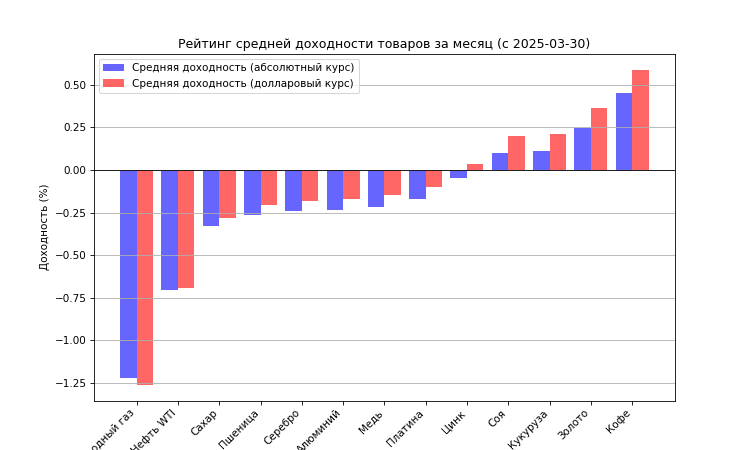 Рейтинг средней доходности товаров за месяц (с 2025-03-30)
Средняя доходность (абсолютный курс)
Средняя доходность (долларовый курс)
Доходность (%)
0.50
0.25
0.00
−0.25
−0.50
−0.75
−1.00
−1.25
газ
Нефть WTI
Сахар
Пшеница
Серебро
Алюминий
Медь
Платина
Цинк
Соя
Кукуруза
Золото
Кофе